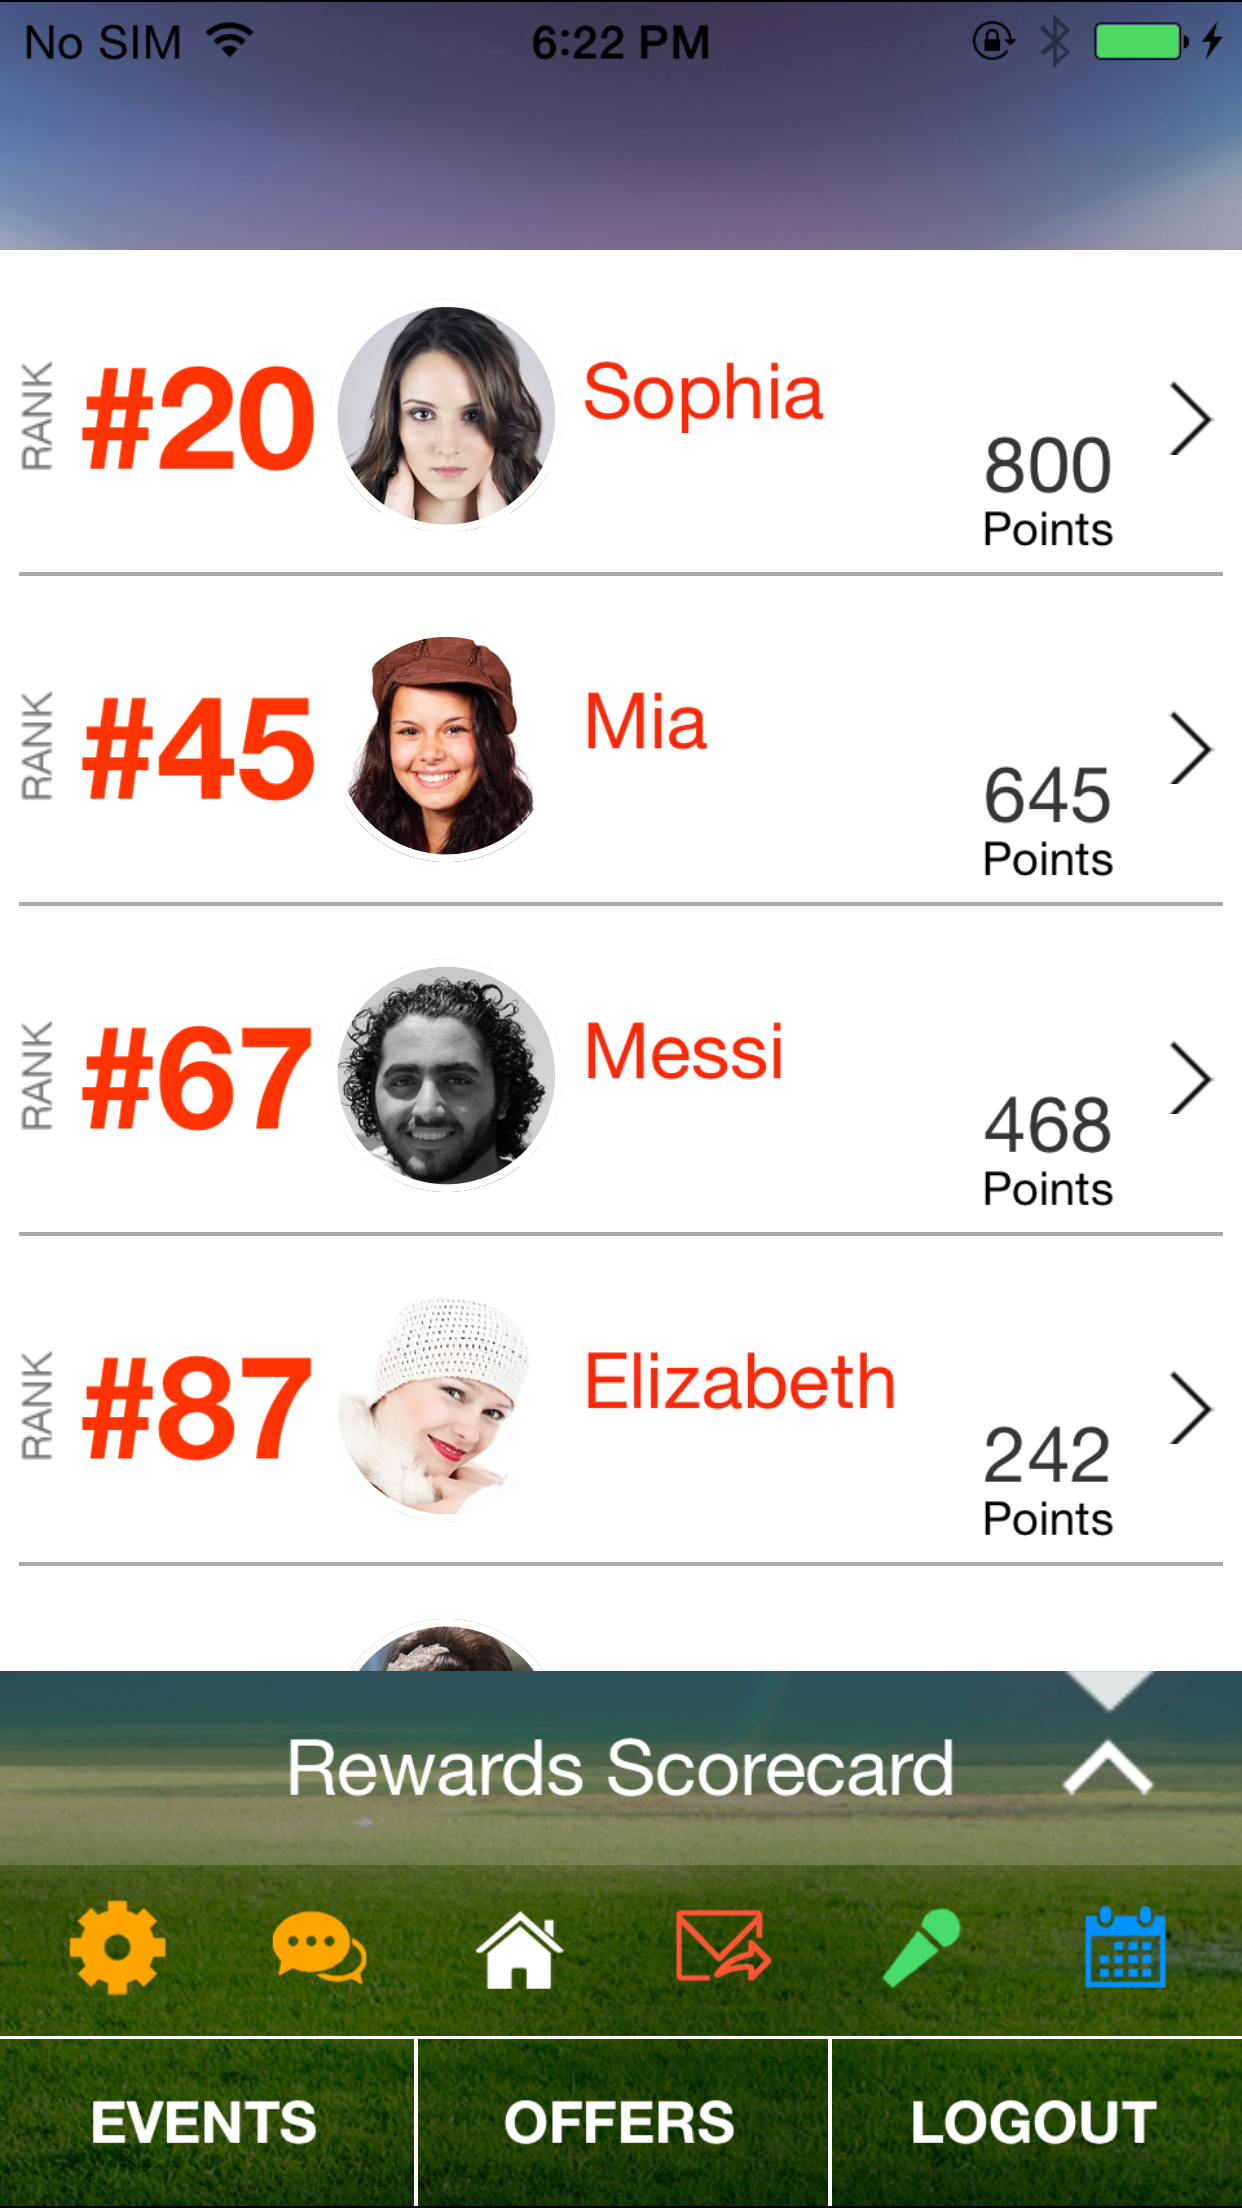 No SIM 6:22 PM
RANK #20 Sophia
800
Points
RANK #45 Mia
645
Points
RANK #67 Messi
468
Points
RANK #87 Elizabeth
242
Points
Rewards Scorecard
EVENTS OFFERS LOGOUT